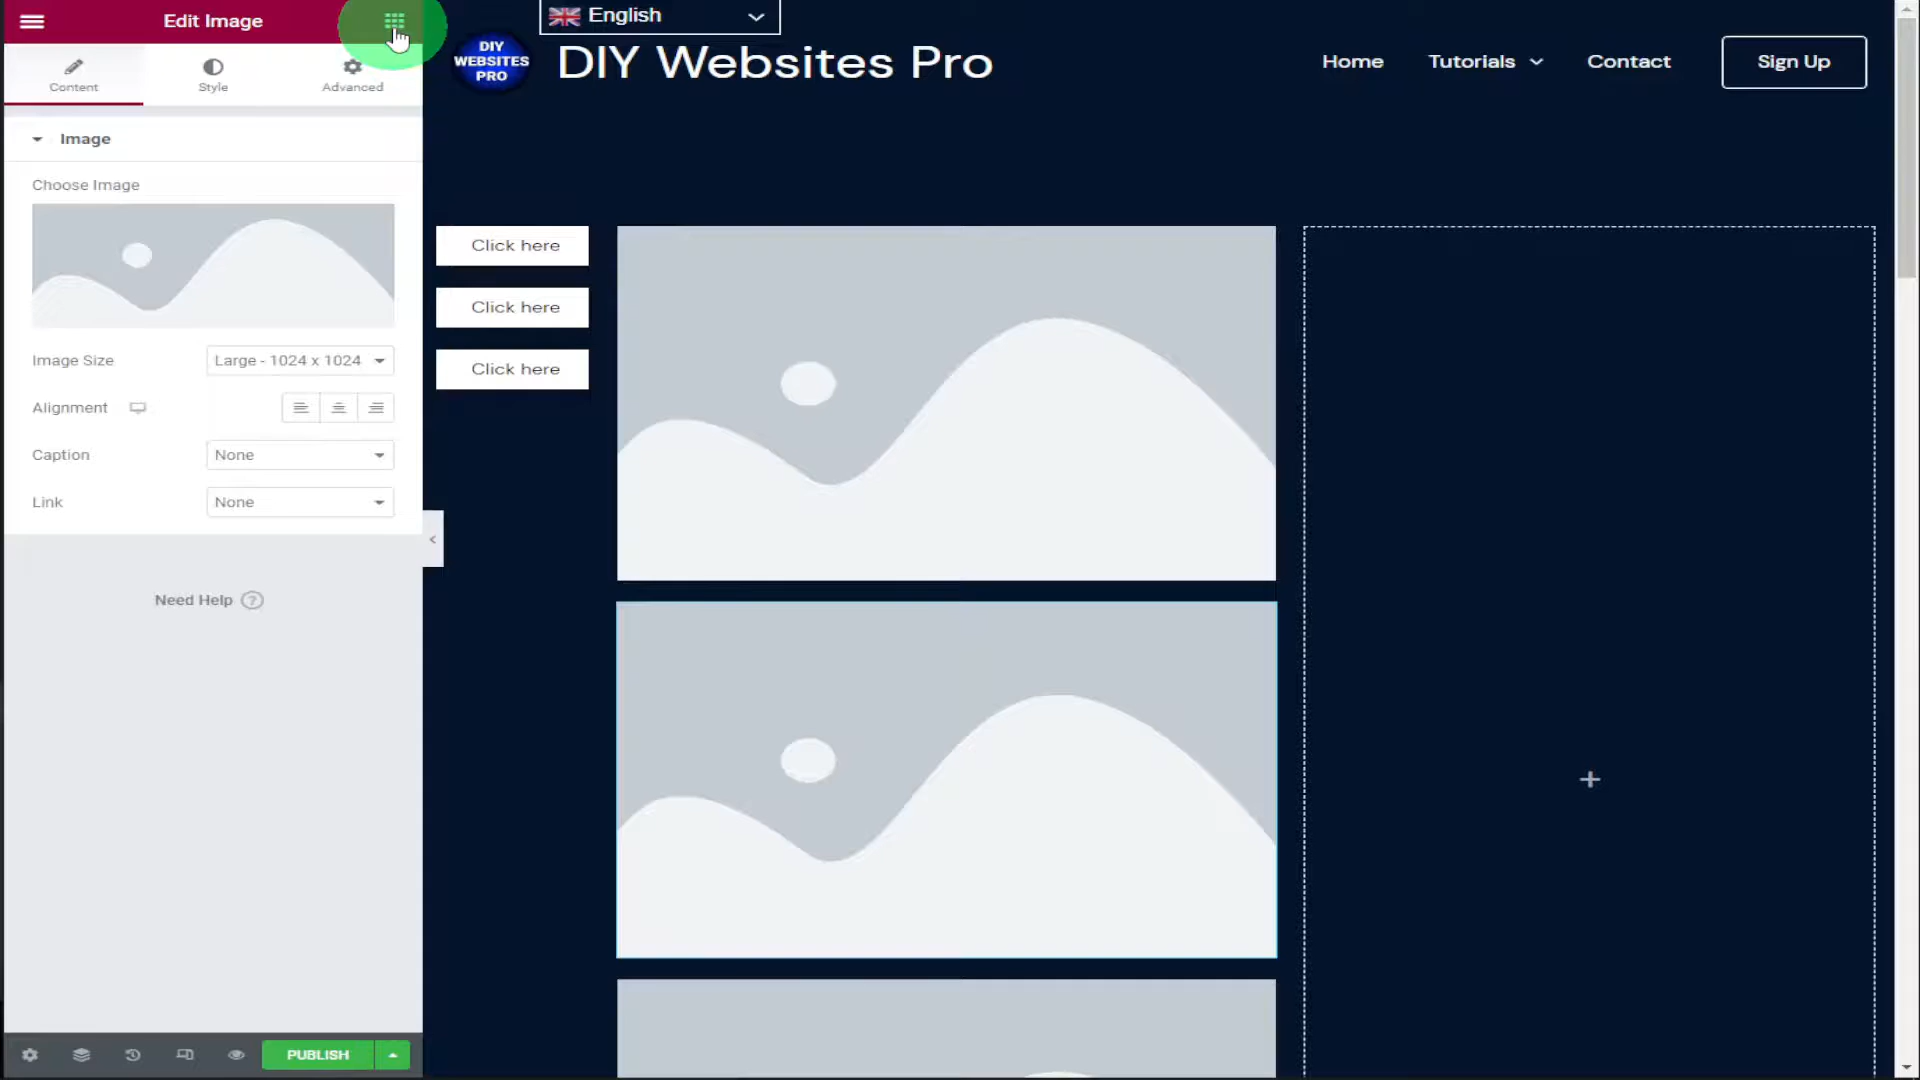 Edit Image
Content
Style
Advanced
Image
Choose Image
Image Size
Large - 1024 x 1024
Alignment
Caption
None
Link
None
Need Help ?
PUBLISH
English
DIY
WEBSITES
PRO
DIY Websites Pro
Home
Tutorials
Contact
Sign Up
Click here
Click here
Click here